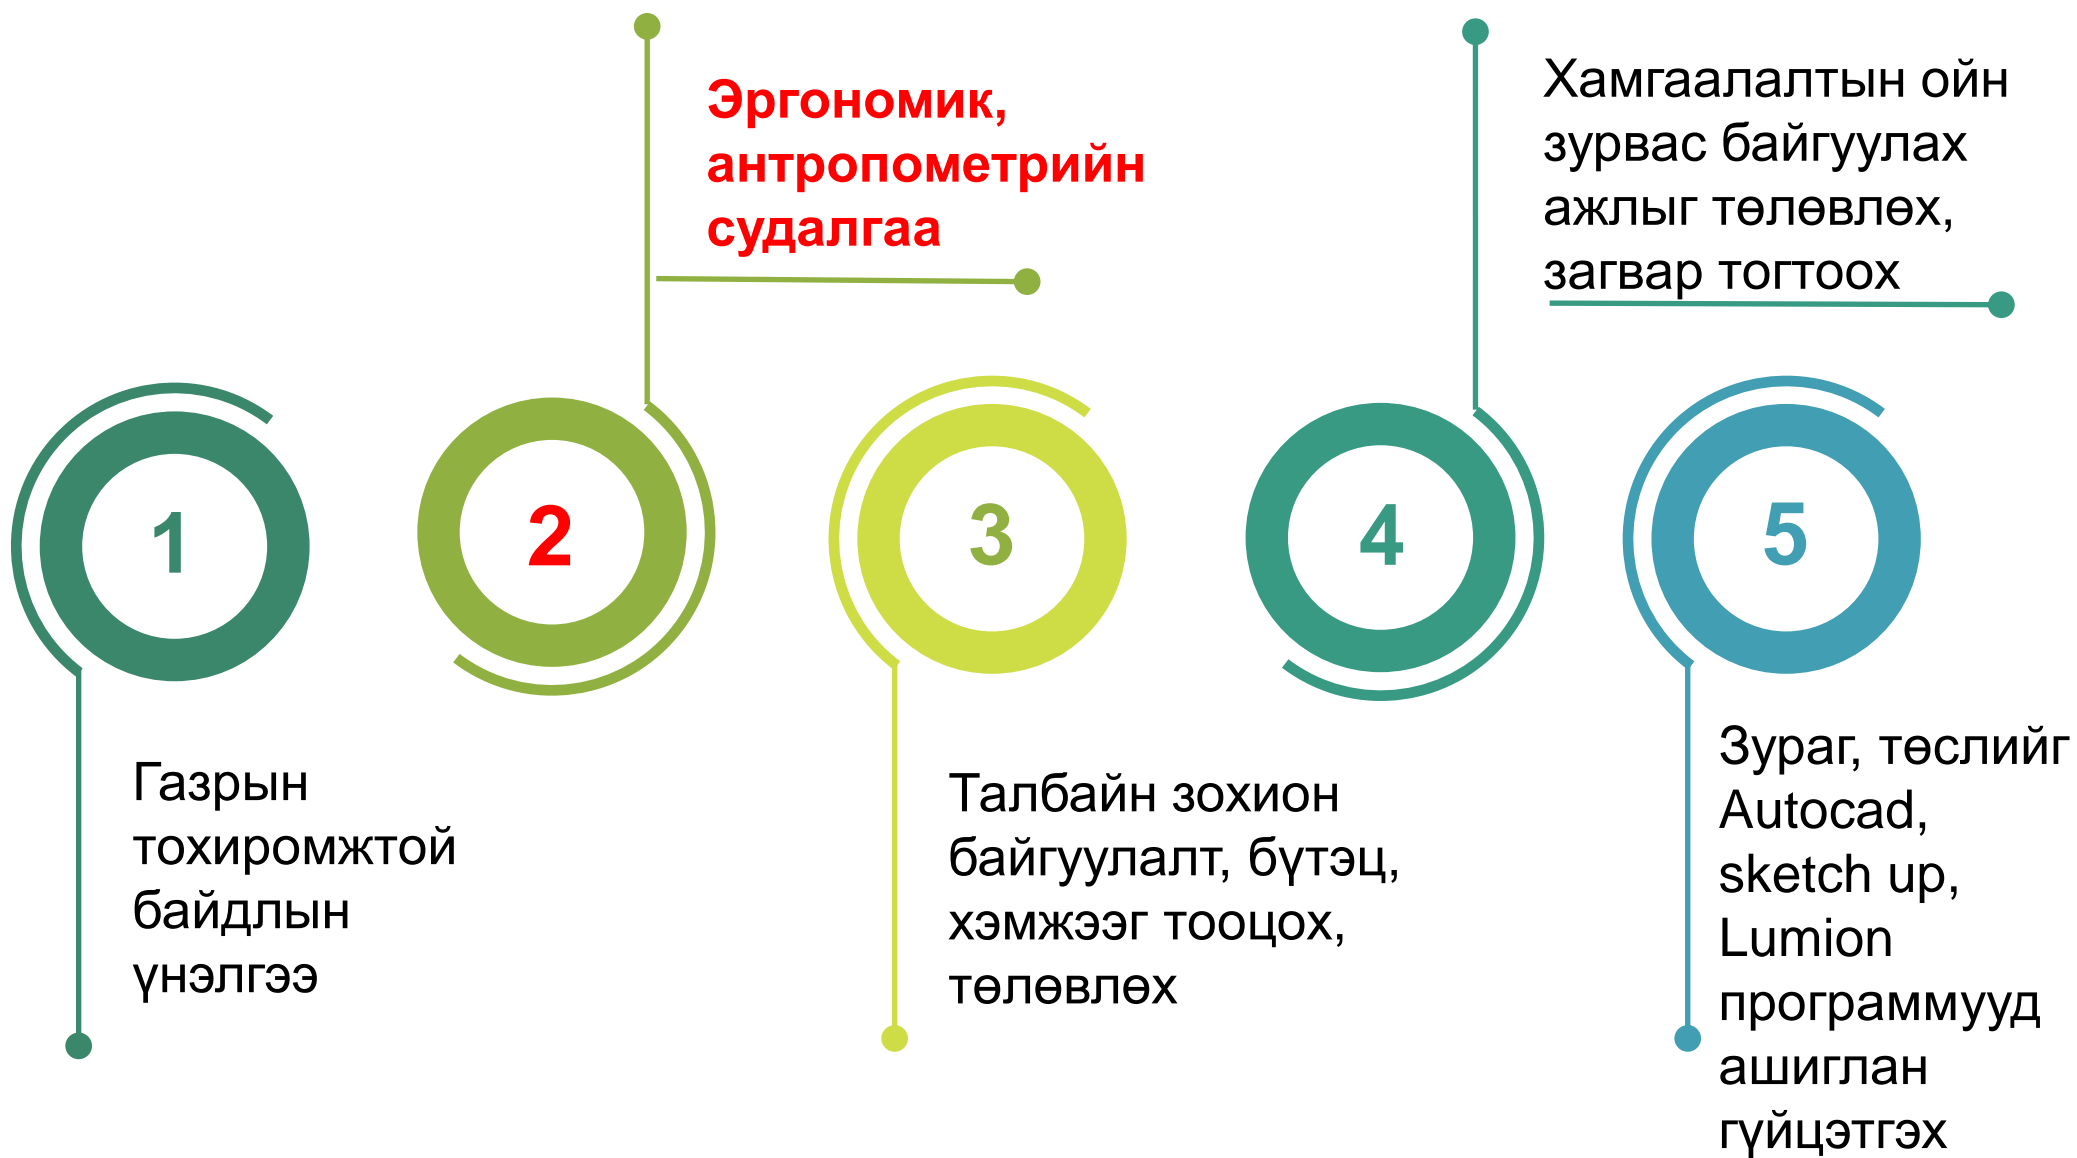 1
Газрын
тохиромжтой
байдлын
үнэлгээ
2
Эргономик,
антропометрийн
судалгаа
3
Талбайн зохион
байгуулалт, бүтэц,
хэмжээг тооцох,
төлөвлөх
4
Хамгаалалтын ойн
зурвас байгуулах
ажлыг төлөвлөх,
загвар тогтоох
5
Зураг, төслийг
Autocad,
sketch up,
Lumion
программууд
ашиглан
гүйцэтгэх